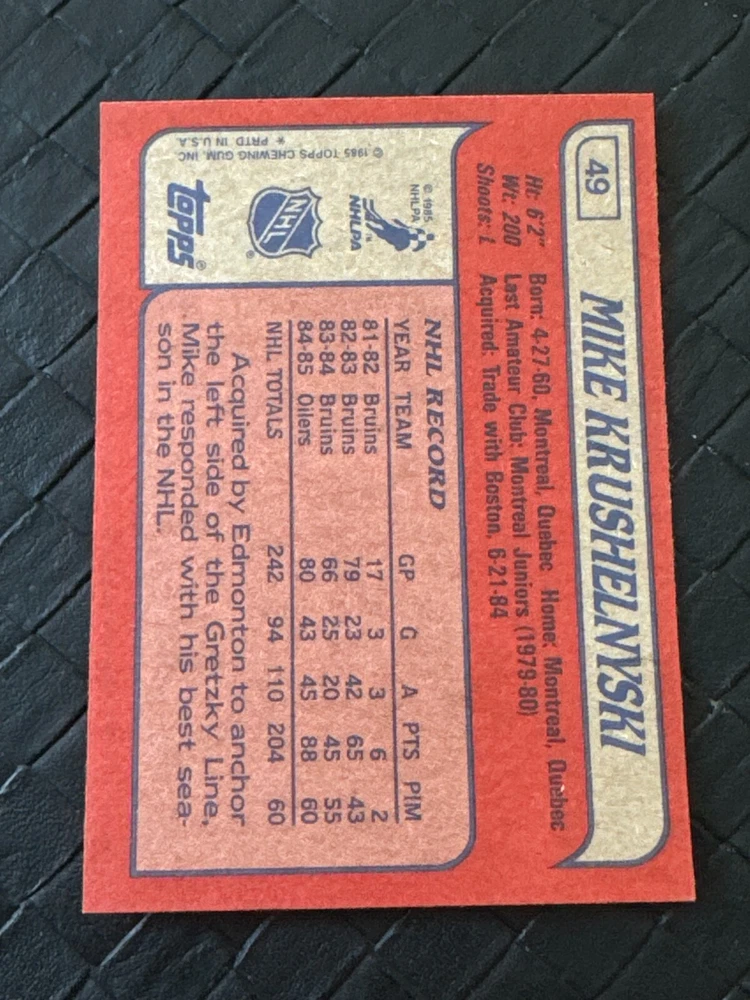 49 MIKE KRUSHELNYSKI
Ht: 6'2" Born: 4-27-60, Montreal, Quebec Home: Montreal, Quebec
Wt: 200 Last Amateur Club: Montreal Juniors (1979-80)
Shoots: L Acquired: Trade with Boston, 6-21-84
© 1985 NHLPA
NHLPA
NHL
®
TOPPS®
© 1985 TOPPS CHEWING GUM, INC.
* PRTD IN U.S.A.
NHL RECORD
YEAR TEAM GP G A PTS PIM
81-82 Bruins 17 3 3 6 2
82-83 Bruins 79 23 42 65 43
83-84 Bruins 66 25 20 45 55
84-85 Oilers 80 43 45 88 60
NHL TOTALS 242 94 110 204 60
Acquired by Edmonton to anchor
the left side of the Gretzky Line,
Mike responded with his best sea-
son in the NHL.